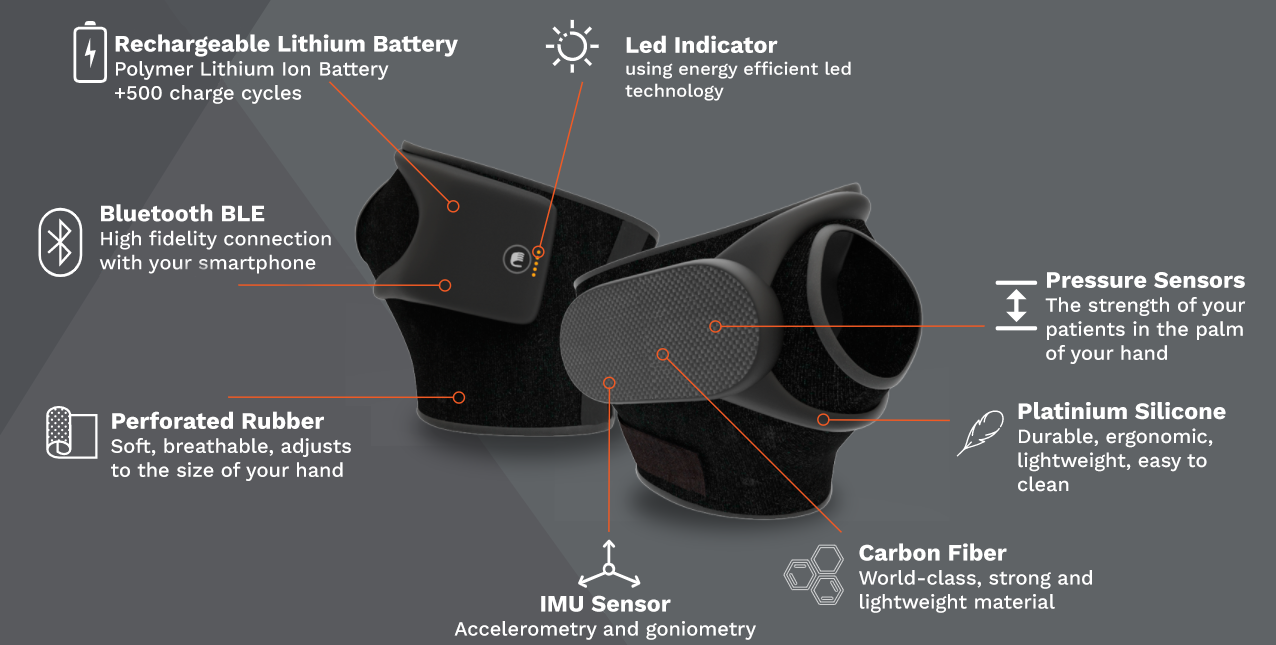 Rechargeable Lithium Battery
Polymer Lithium Ion Battery
+500 charge cycles
Led Indicator
using energy efficient led
technology
Bluetooth BLE
High fidelity connection
with your smartphone
Pressure Sensors
The strength of your
patients in the palm
of your hand
Perforated Rubber
Soft, breathable, adjusts
to the size of your hand
Platinium Silicone
Durable, ergonomic,
lightweight, easy to
clean
Carbon Fiber
World-class, strong and
lightweight material
IMU Sensor
Accelerometry and goniometry